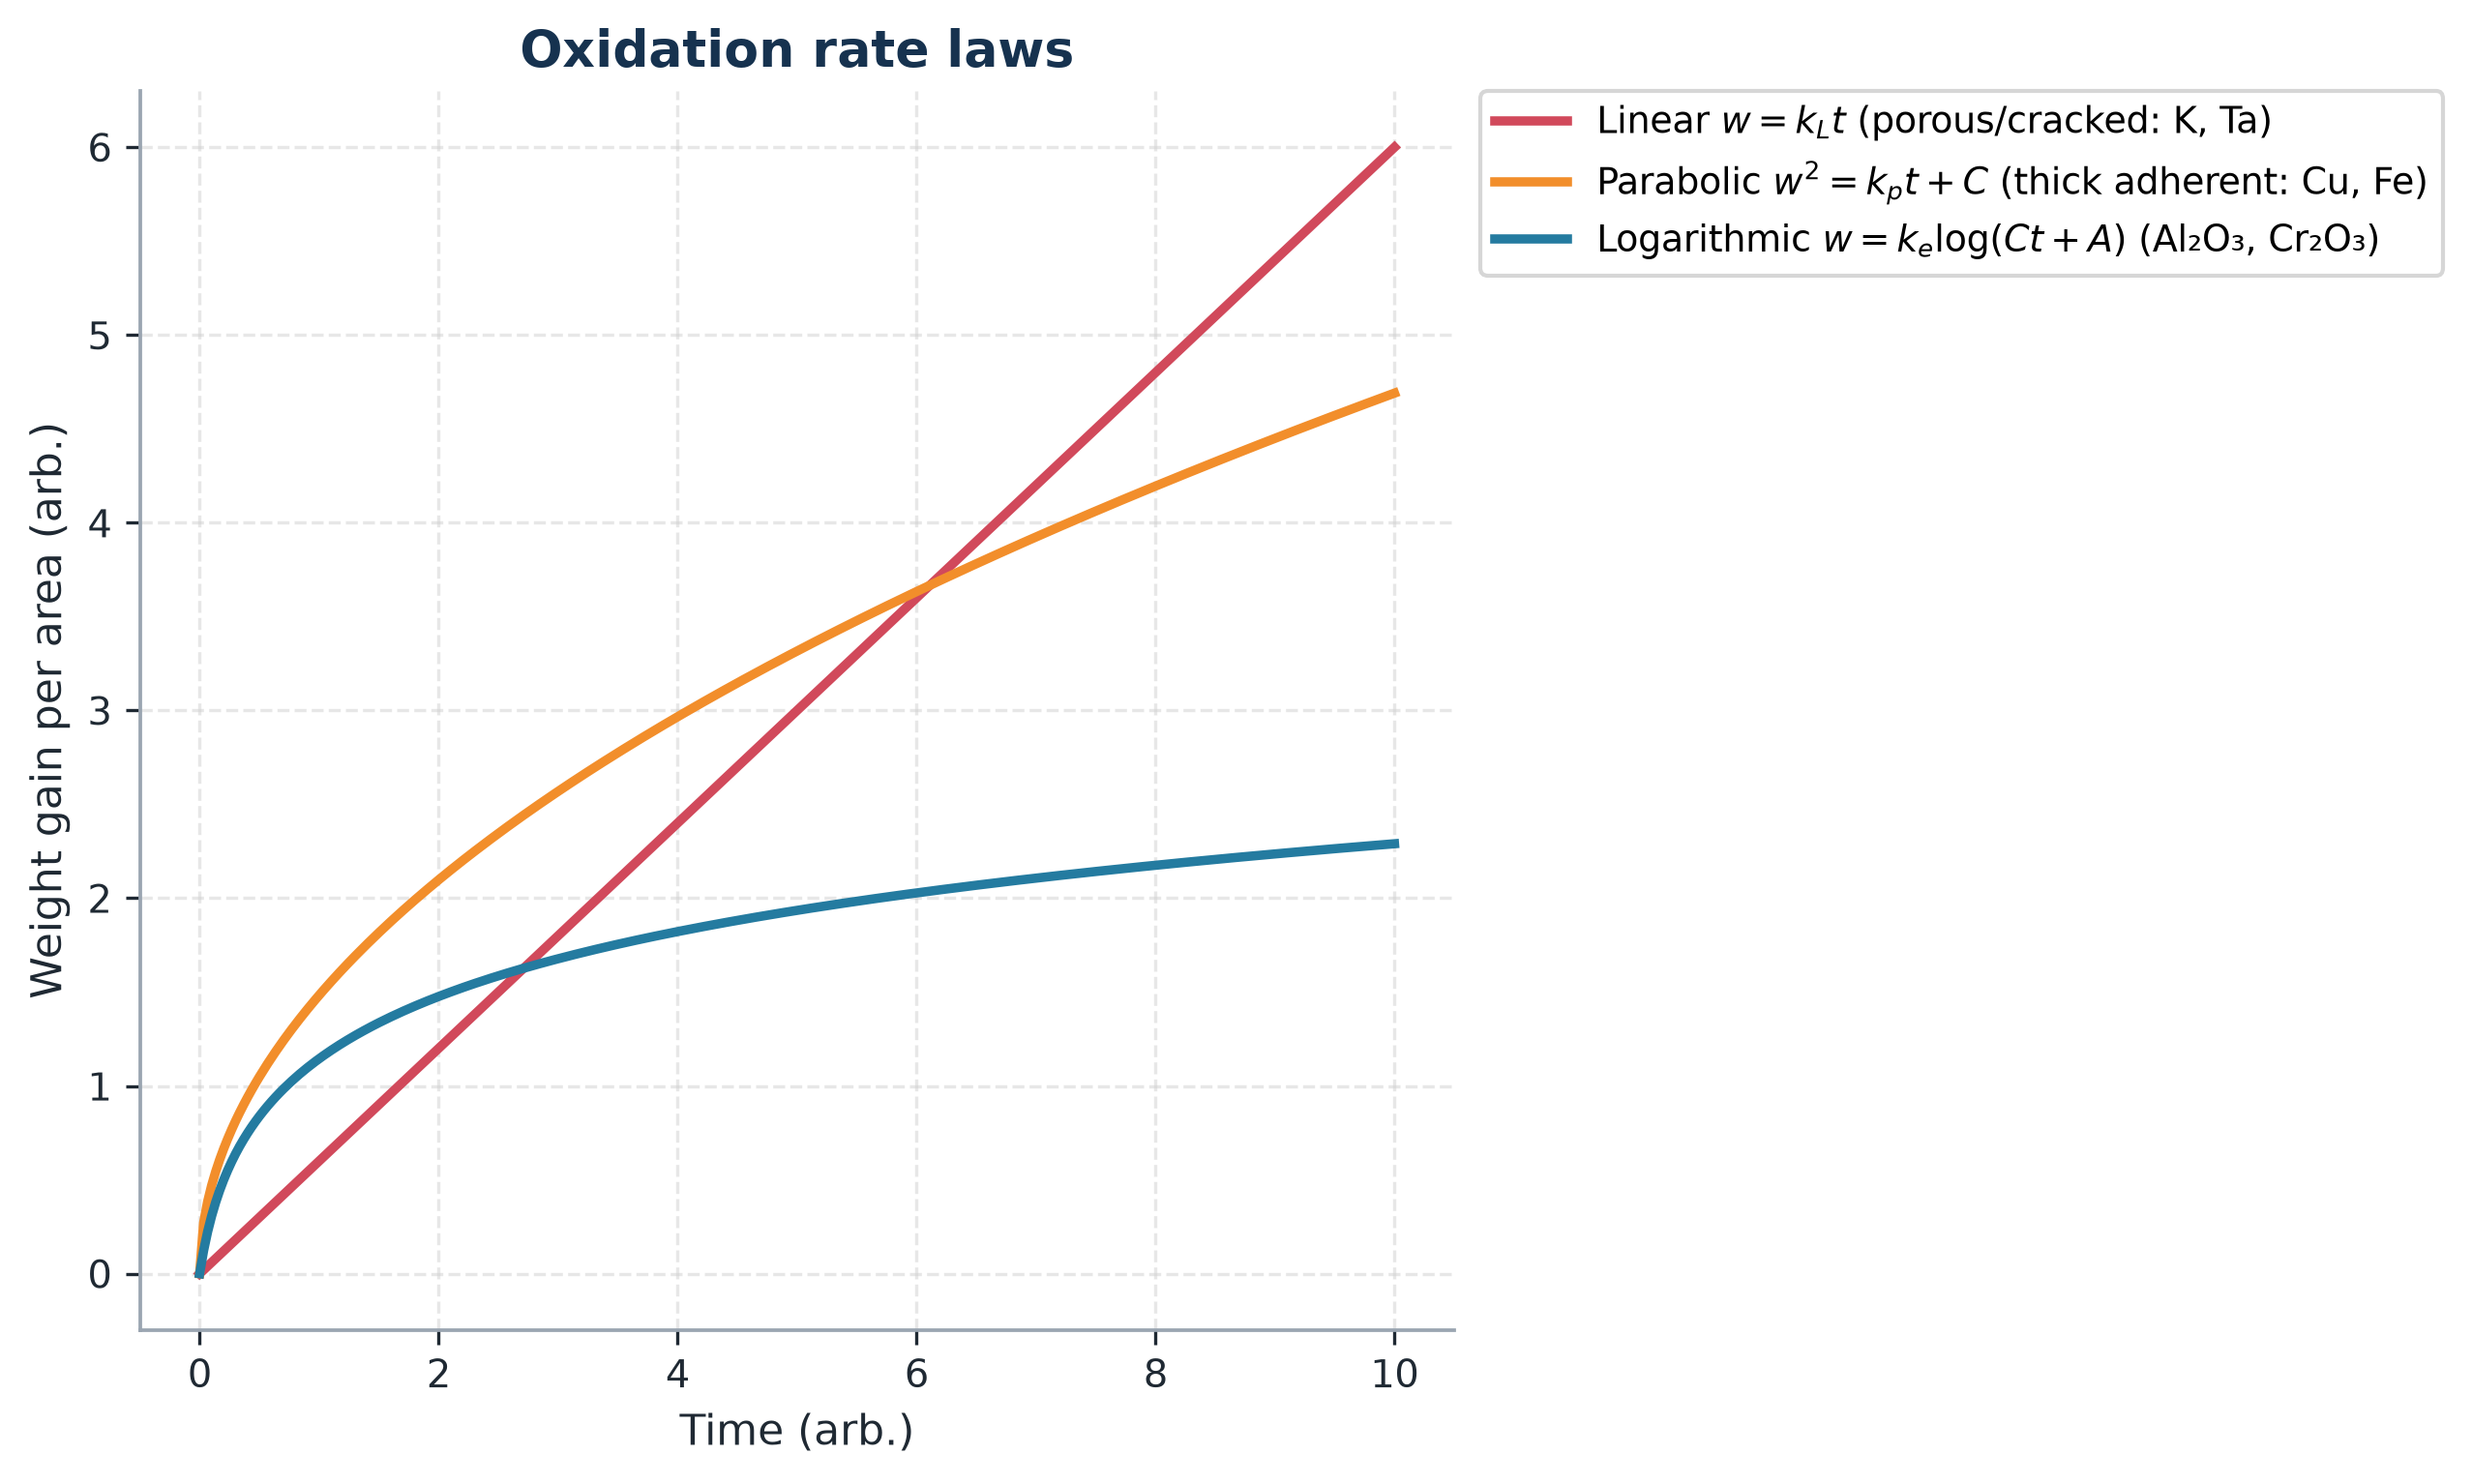 Oxidation rate laws
Linear w = k_L t (porous/cracked: K, Ta)
Parabolic w² = k_p t + C (thick adherent: Cu, Fe)
Logarithmic w = k_e log(Ct + A) (Al₂O₃, Cr₂O₃)
Weight gain per area (arb.)
6
5
4
3
2
1
0
0 2 4 6 8 10
Time (arb.)